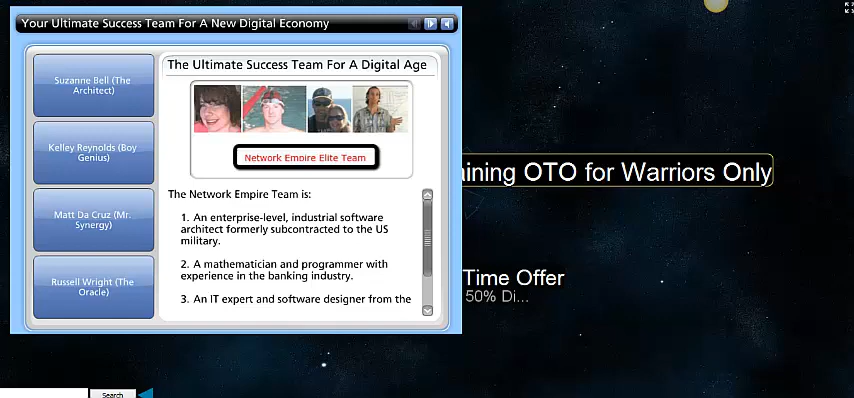 Your Ultimate Success Team For A New Digital Economy
Suzanne Bell (The
Architect)
Kelley Reynolds (Boy
Genius)
Matt Da Cruz (Mr.
Synergy)
Russell Wright (The
Oracle)
The Ultimate Success Team For A Digital Age
Network Empire Elite Team
The Network Empire Team is:
1. An enterprise-level, industrial software
architect formerly subcontracted to the US
military.
2. A mathematician and programmer with
experience in the banking industry.
3. An IT expert and software designer from the
aining OTO for Warriors Only
Time Offer
50% Di...
Search